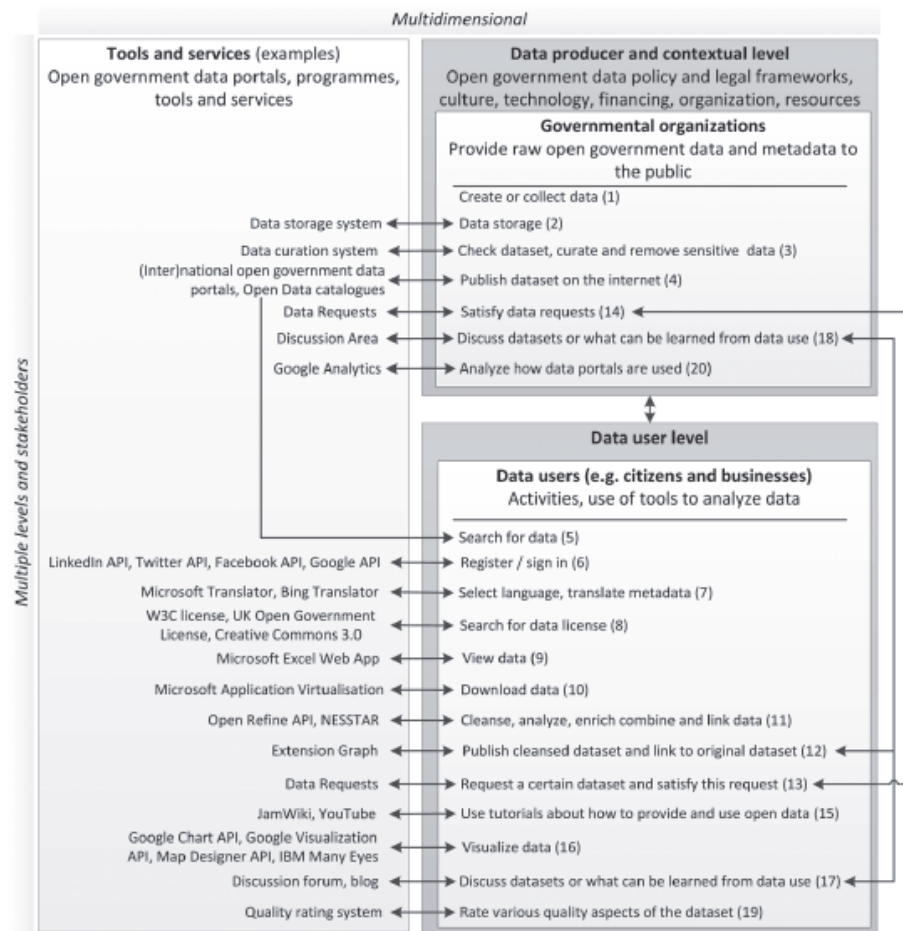 Multidimensional
Multiple levels and stakeholders
Tools and services (examples)
Open government data portals, programmes,
tools and services
Data producer and contextual level
Open government data policy and legal frameworks,
culture, technology, financing, organization, resources
Governmental organizations
Provide raw open government data and metadata to
the public
Create or collect data (1)
Data storage system
Data storage (2)
Data curation system
Check dataset, curate and remove sensitive data (3)
(Inter)national open government data
portals, Open Data catalogues
Publish dataset on the internet (4)
Data Requests
Satisfy data requests (14)
Discussion Area
Discuss datasets or what can be learned from data use (18)
Google Analytics
Analyze how data portals are used (20)
Data user level
Data users (e.g. citizens and businesses)
Activities, use of tools to analyze data
Search for data (5)
LinkedIn API, Twitter API, Facebook API, Google API
Register / sign in (6)
Microsoft Translator, Bing Translator
Select language, translate metadata (7)
W3C license, UK Open Government
License, Creative Commons 3.0
Search for data license (8)
Microsoft Excel Web App
View data (9)
Microsoft Application Virtualisation
Download data (10)
Open Refine API, NESSTAR
Cleanse, analyze, enrich combine and link data (11)
Extension Graph
Publish cleansed dataset and link to original dataset (12)
Data Requests
Request a certain dataset and satisfy this request (13)
JamWiki, YouTube
Use tutorials about how to provide and use open data (15)
Google Chart API, Google Visualization
API, Map Designer API, IBM Many Eyes
Visualize data (16)
Discussion forum, blog
Discuss datasets or what can be learned from data use (17)
Quality rating system
Rate various quality aspects of the dataset (19)